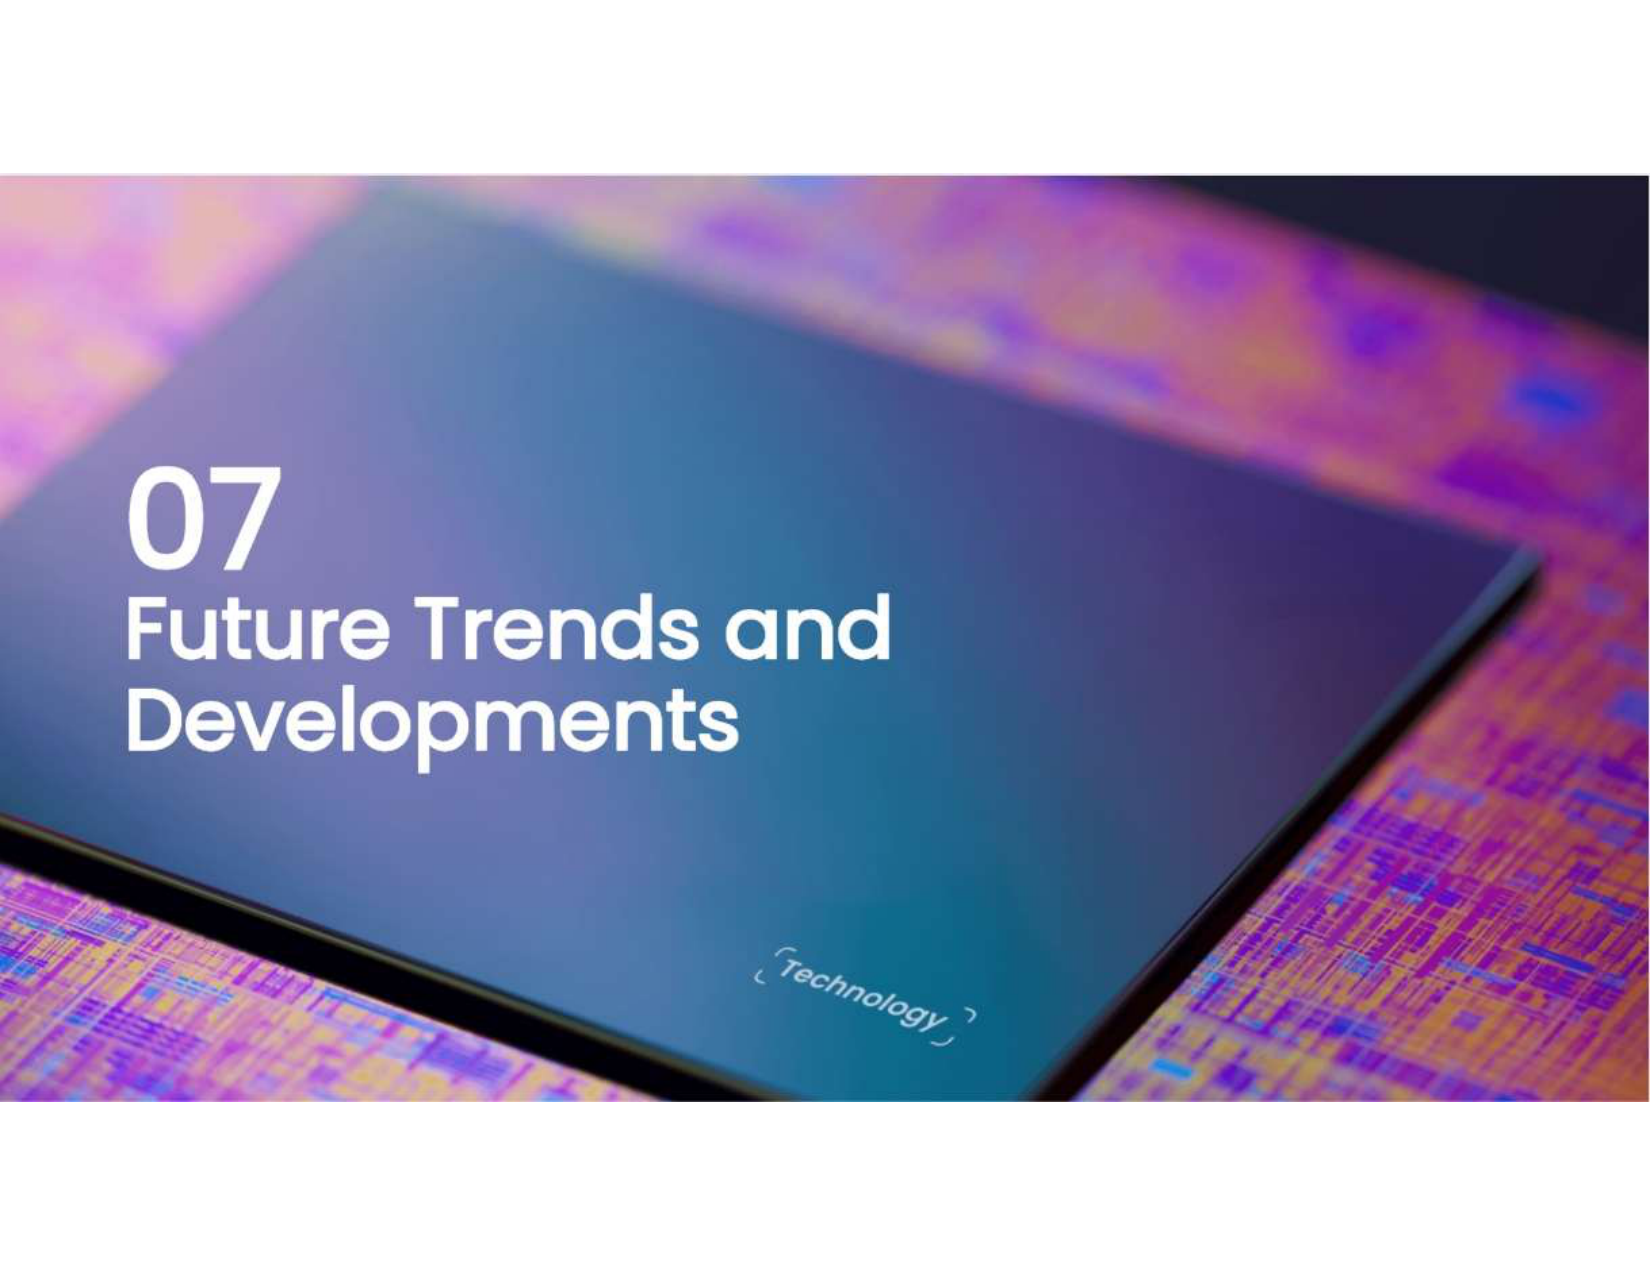 07
Future Trends and
Developments
Technology